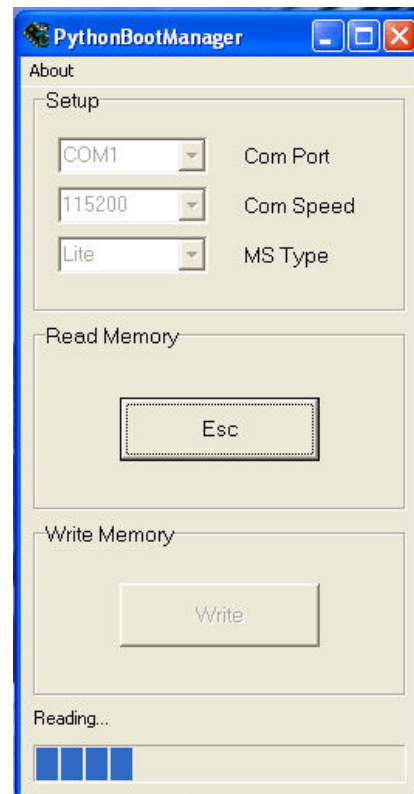 PythonBootManager
About
Setup
COM1 Com Port
115200 Com Speed
Lite MS Type
Read Memory
Esc
Write Memory
Write
Reading...